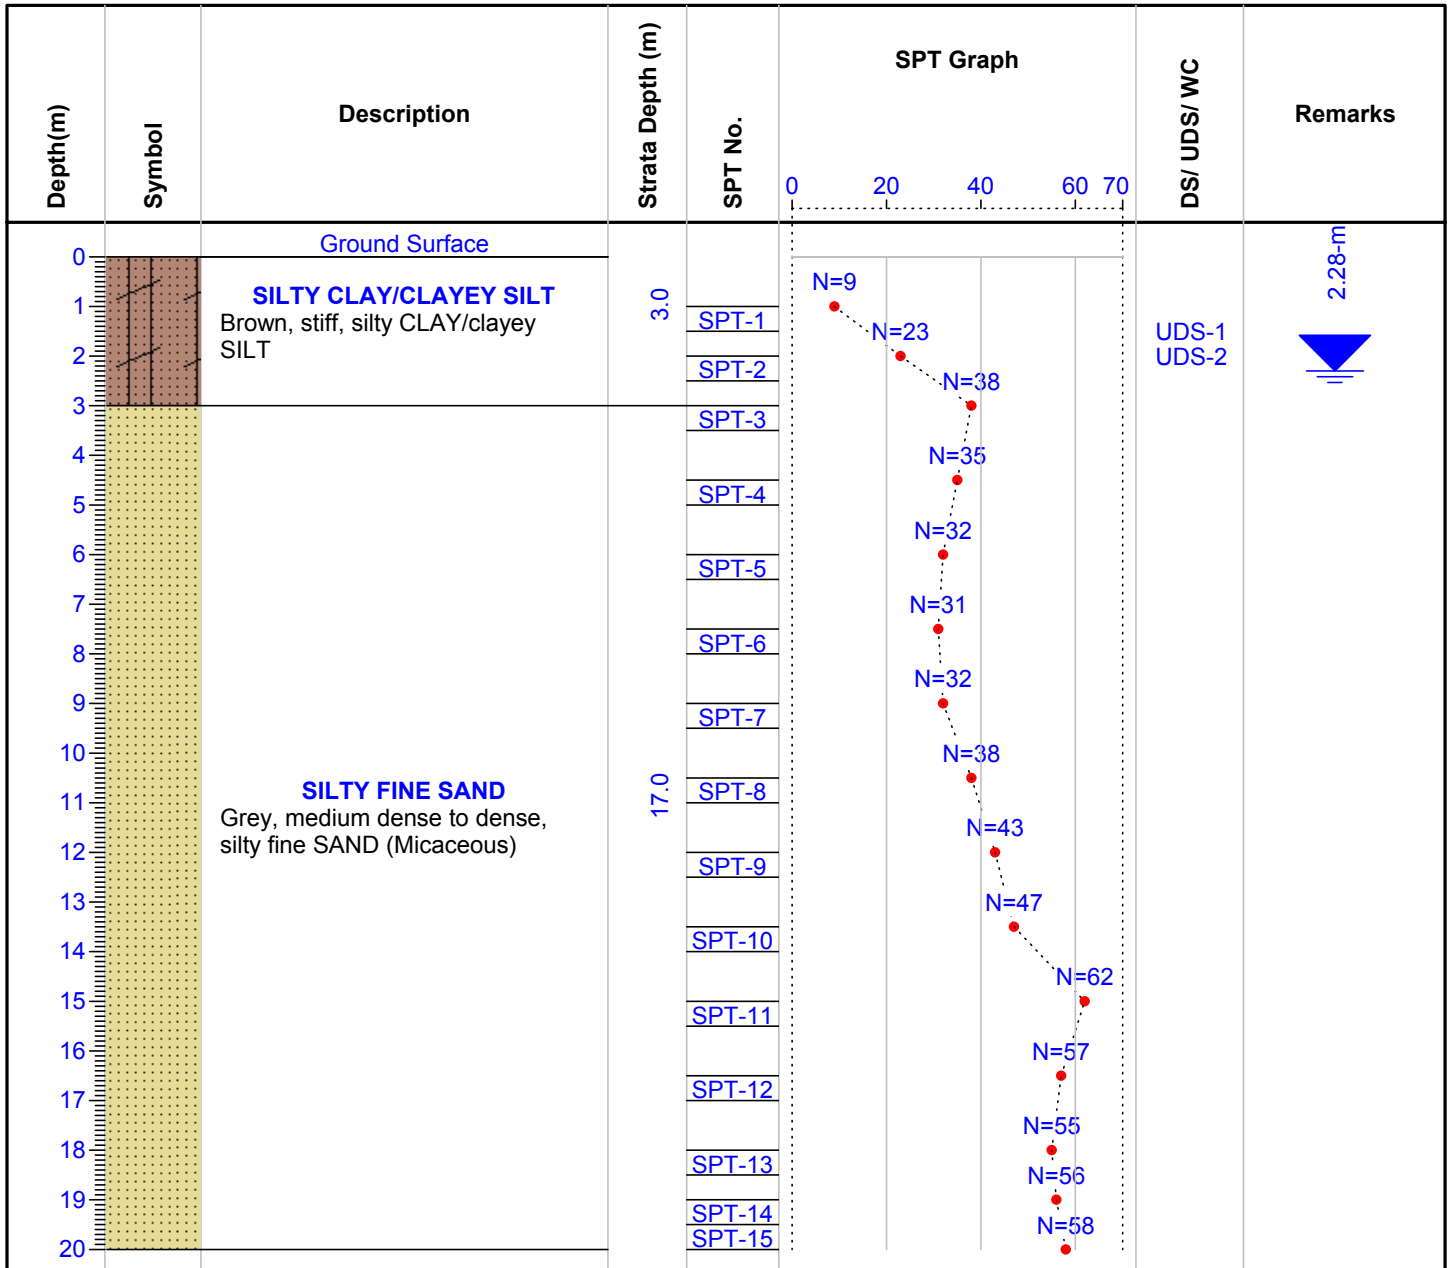 Depth(m)
Symbol
Description
Strata Depth (m)
SPT No.
SPT Graph
0 20 40 60 70
DS/ UDS/ WC
Remarks
Ground Surface
0
1
2
3
4
5
6
7
8
9
10
11
12
13
14
15
16
17
18
19
20
SILTY CLAY/CLAYEY SILT
Brown, stiff, silty CLAY/clayey
SILT
SILTY FINE SAND
Grey, medium dense to dense,
silty fine SAND (Micaceous)
3.0
17.0
SPT-1
SPT-2
SPT-3
SPT-4
SPT-5
SPT-6
SPT-7
SPT-8
SPT-9
SPT-10
SPT-11
SPT-12
SPT-13
SPT-14
SPT-15
N=9
N=23
N=38
N=35
N=32
N=31
N=32
N=38
N=43
N=47
N=62
N=57
N=55
N=56
N=58
UDS-1
UDS-2
2.28-m